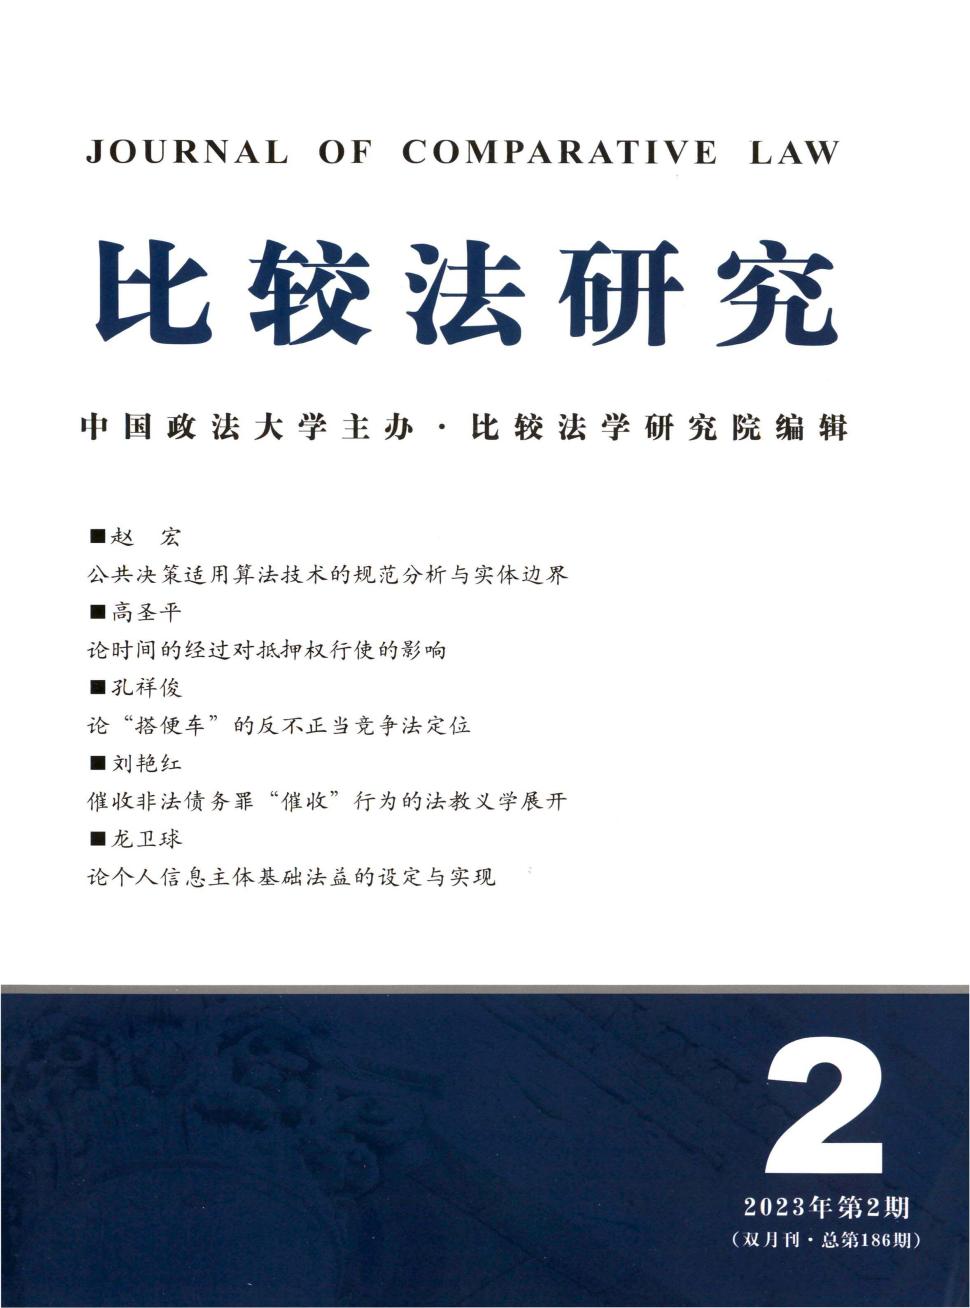 JOURNAL OF COMPARATIVE LAW
比较法研究
中国政法大学主办·比较法学研究院编辑
■赵 宏
公共决策适用算法技术的规范分析与实体边界
■高圣平
论时间的经过对抵押权行使的影响
■孔祥俊
论“搭便车”的反不正当竞争法定位
■刘艳红
催收非法债务罪“催收”行为的法教义学展开
■龙卫球
论个人信息主体基础法益的设定与实现
2
2023年第2期
（双月刊·总第186期）